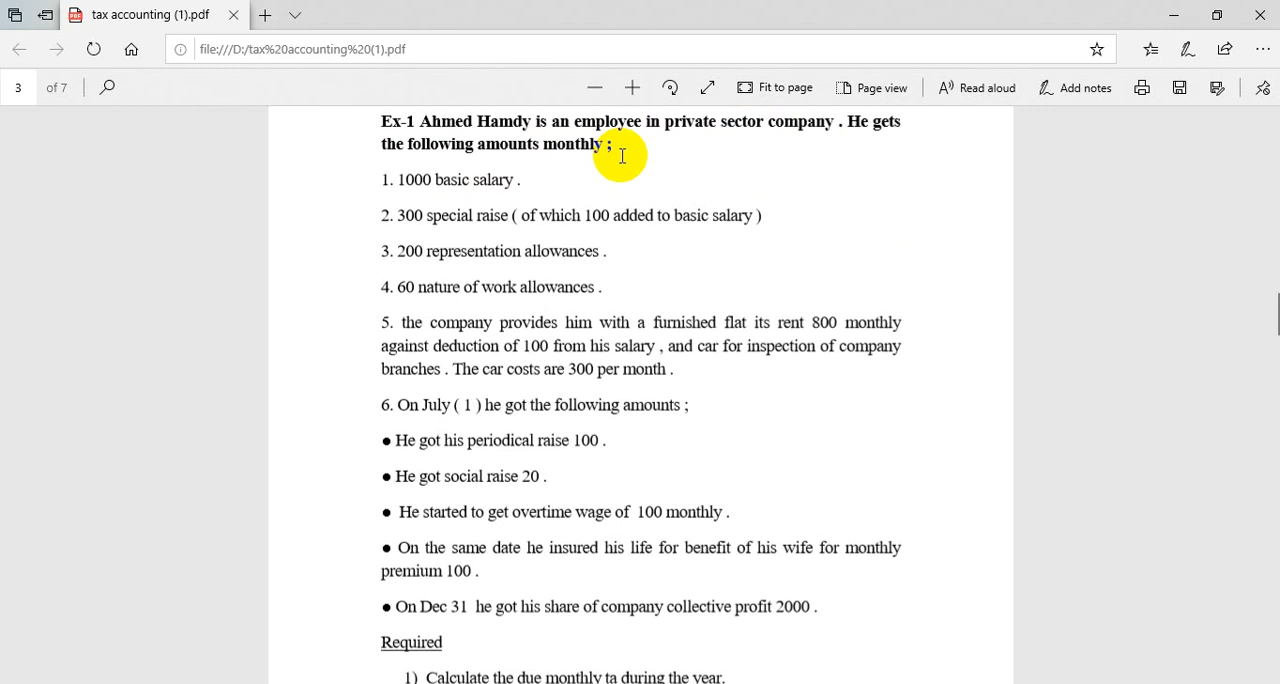 tax accounting (1).pdf
file:///D:/tax%20accounting%20(1).pdf
3 of 7 Fit to page Page view Read aloud Add notes
Ex-1 Ahmed Hamdy is an employee in private sector company . He gets
the following amounts monthly ;
1. 1000 basic salary .
2. 300 special raise ( of which 100 added to basic salary )
3. 200 representation allowances .
4. 60 nature of work allowances .
5. the company provides him with a furnished flat its rent 800 monthly
against deduction of 100 from his salary , and car for inspection of company
branches . The car costs are 300 per month .
6. On July ( 1 ) he got the following amounts ;
● He got his periodical raise 100 .
● He got social raise 20 .
● He started to get overtime wage of 100 monthly .
● On the same date he insured his life for benefit of his wife for monthly
premium 100 .
● On Dec 31 he got his share of company collective profit 2000 .
Required
1) Calculate the due monthly ta during the year.